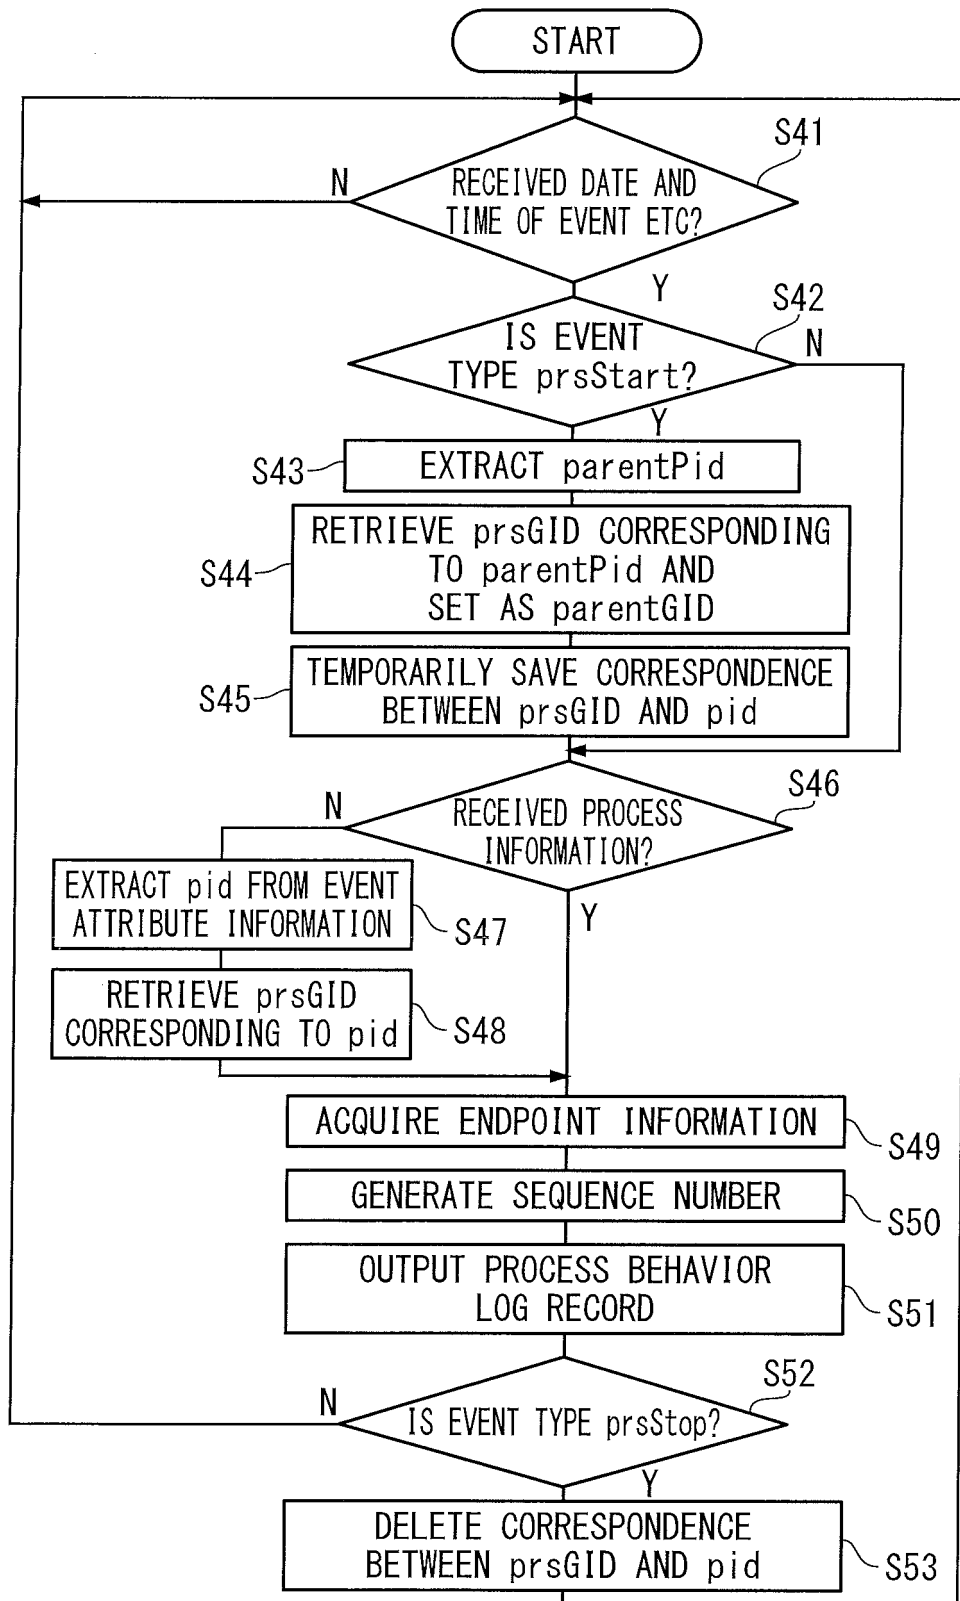 START
S41
N
RECEIVED DATE AND
TIME OF EVENT ETC?
Y
S42
IS EVENT
TYPE prsStart?
N
Y
S43
EXTRACT parentPid
RETRIEVE prsGID CORRESPONDING
TO parentPid AND
SET AS parentGID
S44
TEMPORARILY SAVE CORRESPONDENCE
BETWEEN prsGID AND pid
S45
S46
N
RECEIVED PROCESS
INFORMATION?
Y
EXTRACT pid FROM EVENT
ATTRIBUTE INFORMATION
S47
RETRIEVE prsGID
CORRESPONDING TO pid
S48
ACQUIRE ENDPOINT INFORMATION
S49
GENERATE SEQUENCE NUMBER
S50
OUTPUT PROCESS BEHAVIOR
LOG RECORD
S51
S52
N
IS EVENT TYPE prsStop?
Y
DELETE CORRESPONDENCE
BETWEEN prsGID AND pid
S53